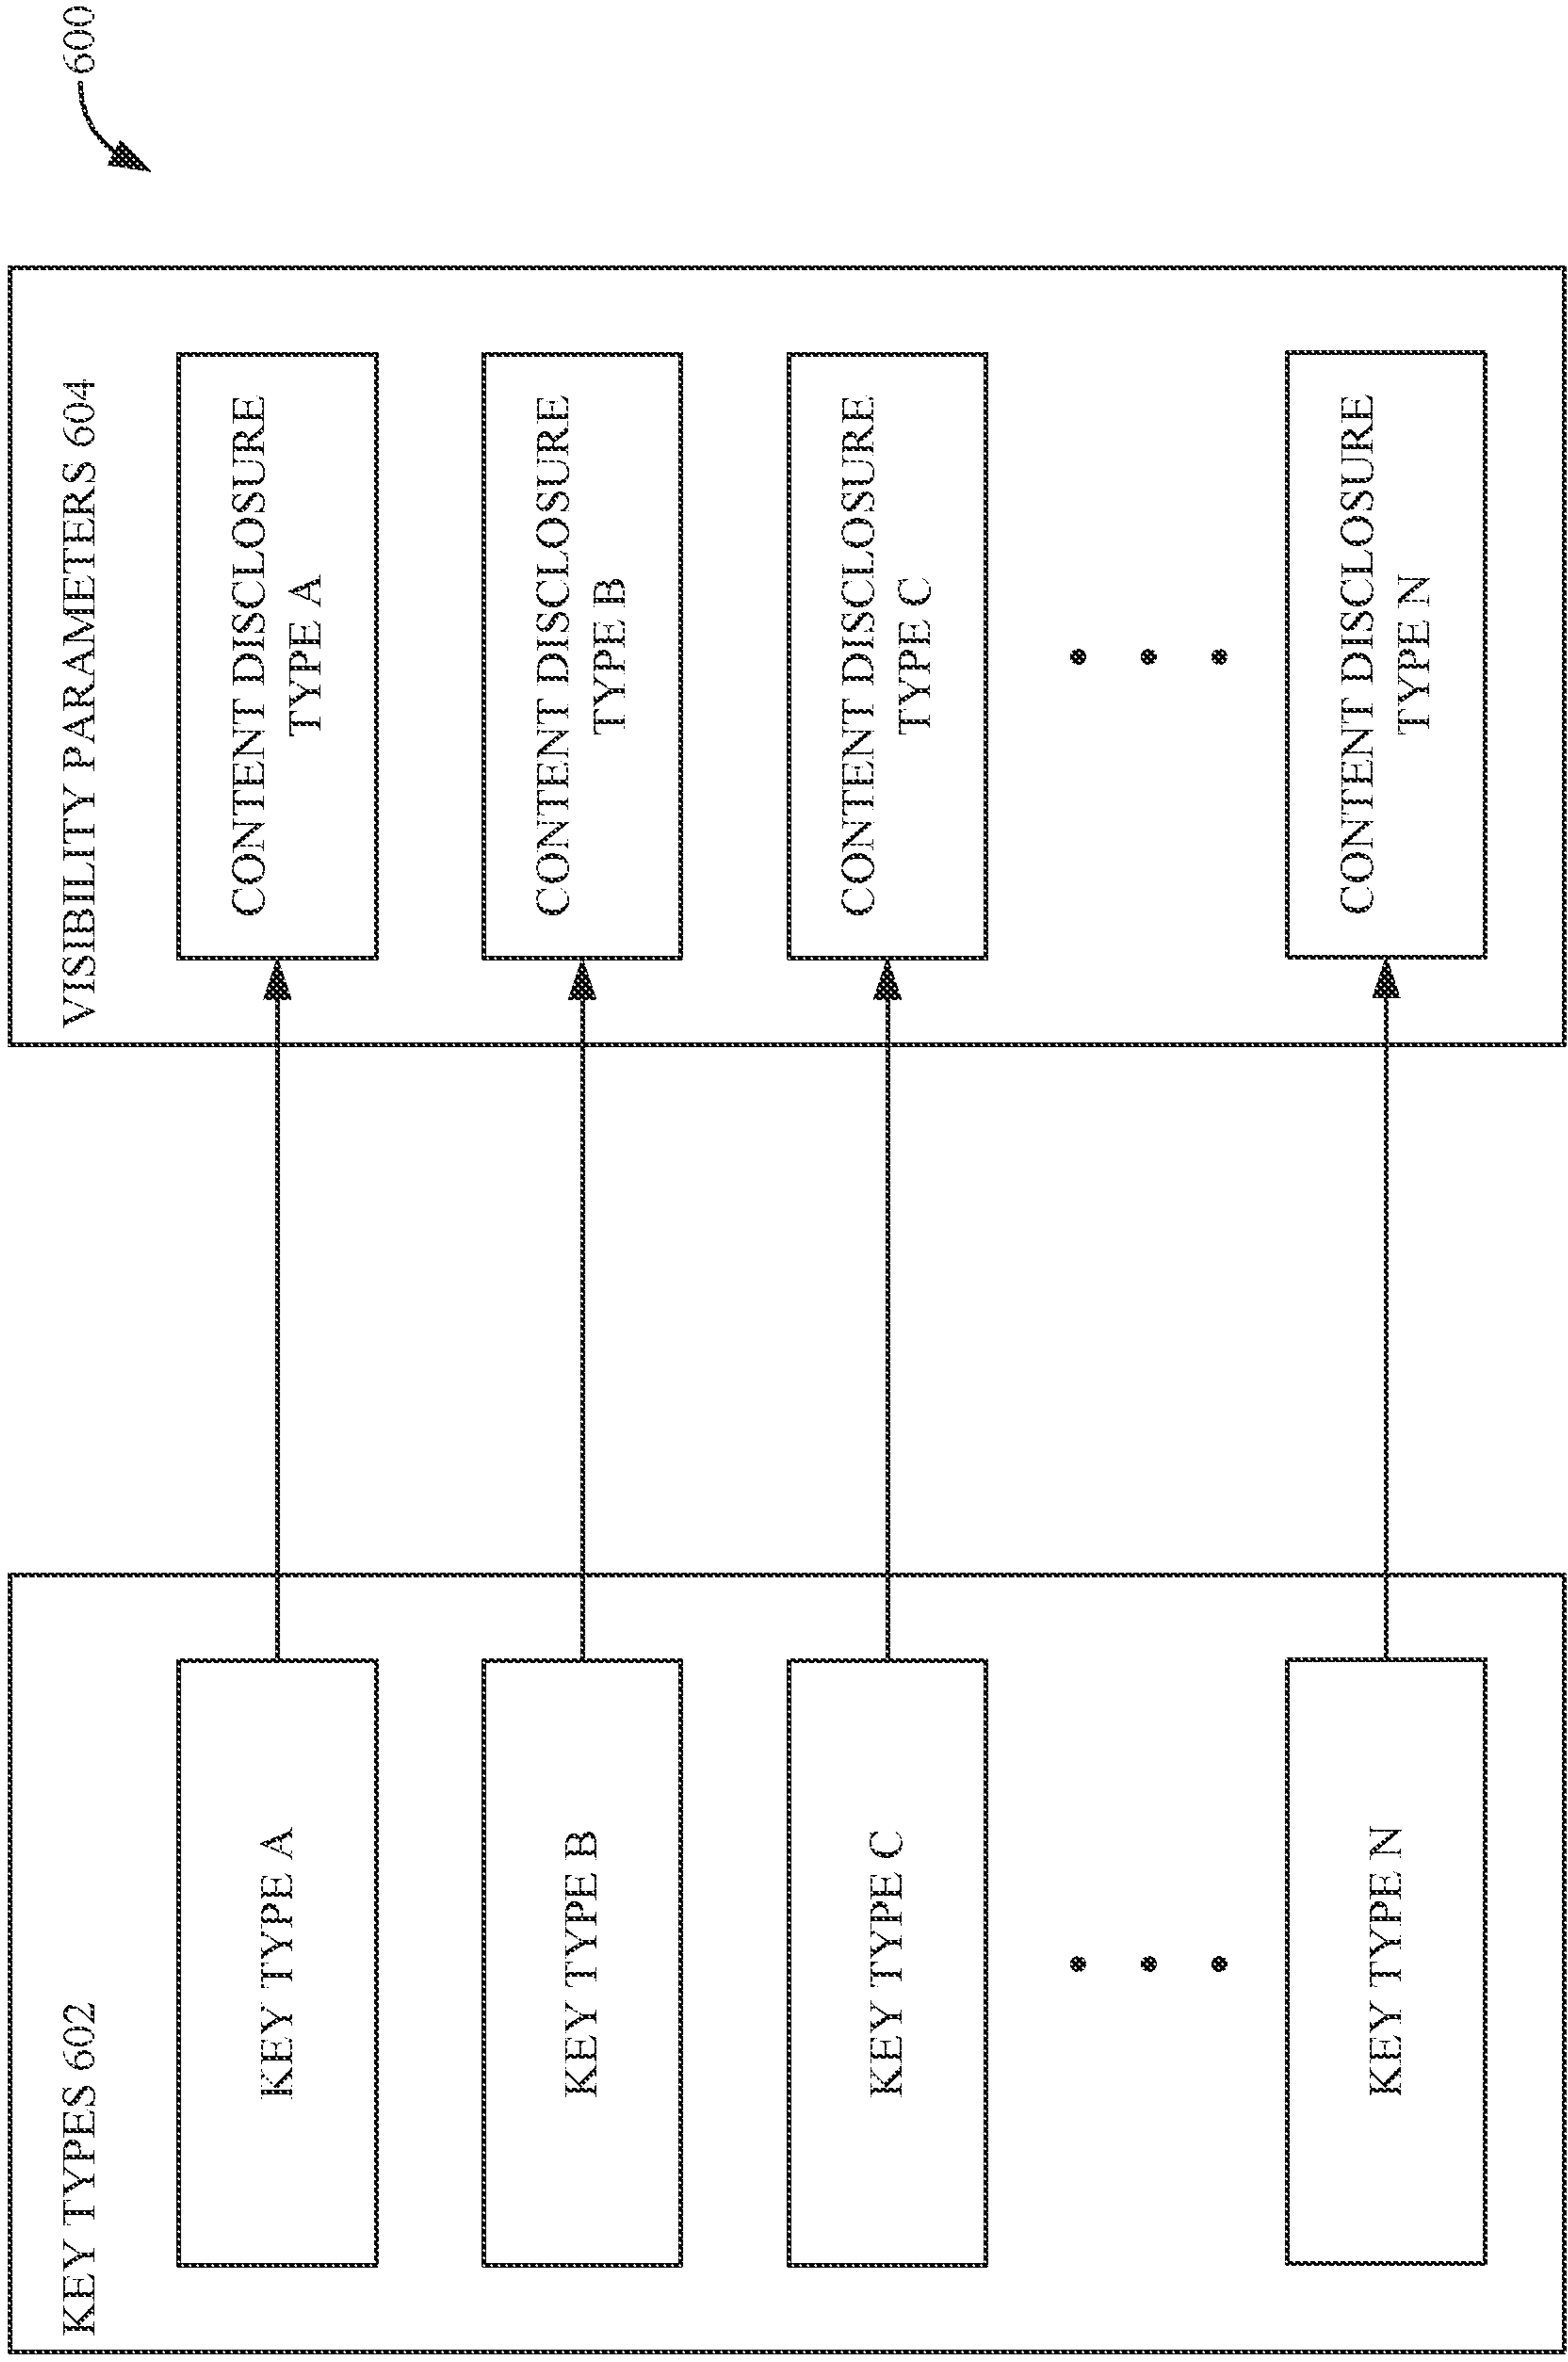 600
KEY TYPES 602
KEY TYPE A
KEY TYPE B
KEY TYPE C
KEY TYPE N
VISIBILITY PARAMETERS 604
CONTENT DISCLOSURE
TYPE A
CONTENT DISCLOSURE
TYPE B
CONTENT DISCLOSURE
TYPE C
CONTENT DISCLOSURE
TYPE N